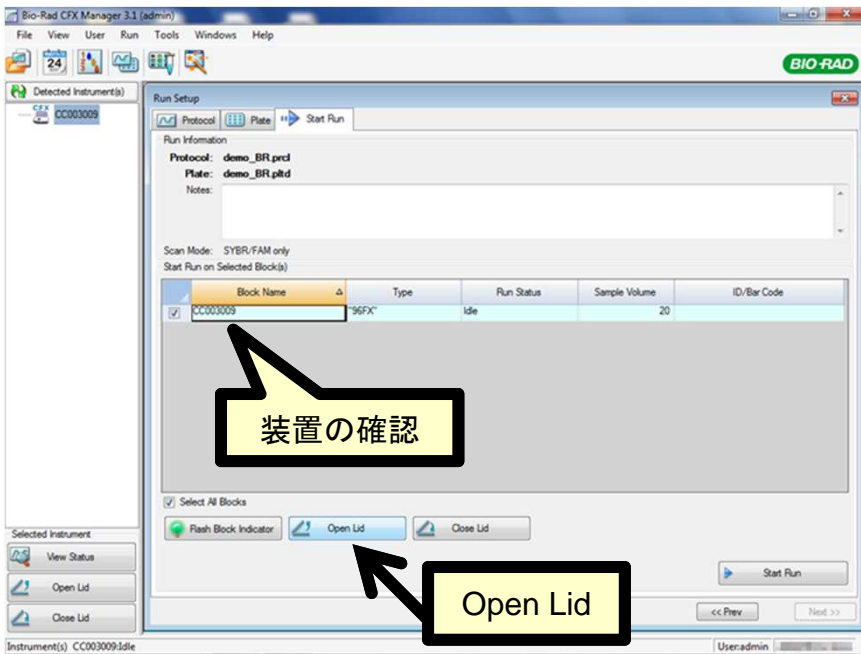 Bio-Rad CFX Manager 3.1 (admin)
File View User Run Tools Windows Help
24
BIO-RAD
Detected Instrument(s)
CFX
CC003009
Run Setup
Protocol Plate Start Run
Run Information
Protocol: demo_BR.prcl
Plate: demo_BR.pltd
Notes:
Scan Mode: SYBR/FAM only
Start Run on Selected Block(s)
Block Name Type Run Status Sample Volume ID/Bar Code
CC003009 "96FX" Idle 20
装置の確認
Select All Blocks
Flash Block Indicator Open Lid Close Lid
Open Lid
Start Run
<< Prev Next >>
Selected Instrument
View Status
Open Lid
Close Lid
Instrument(s) CC003009:Idle
User:admin